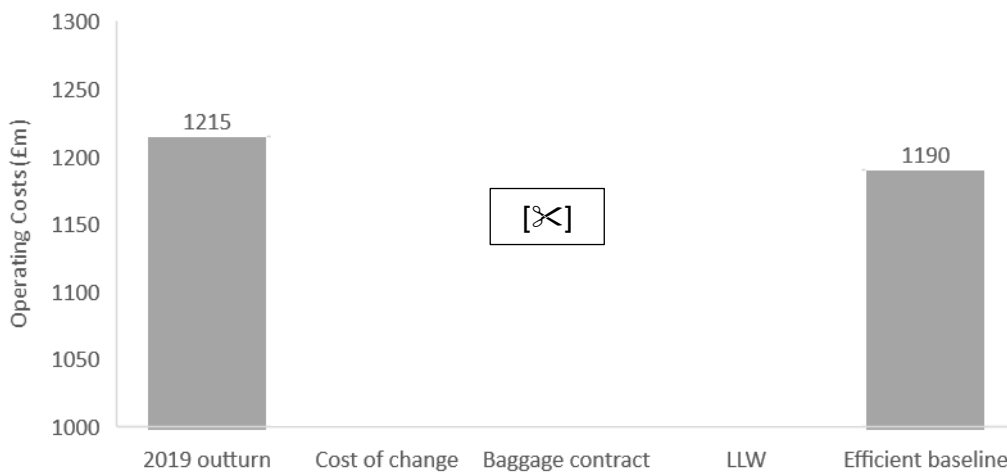 Operating Costs (£m)
1300
1250
1200
1150
1100
1050
1000
1215
1190
[✂]
2019 outturn
Cost of change
Baggage contract
LLW
Efficient baseline